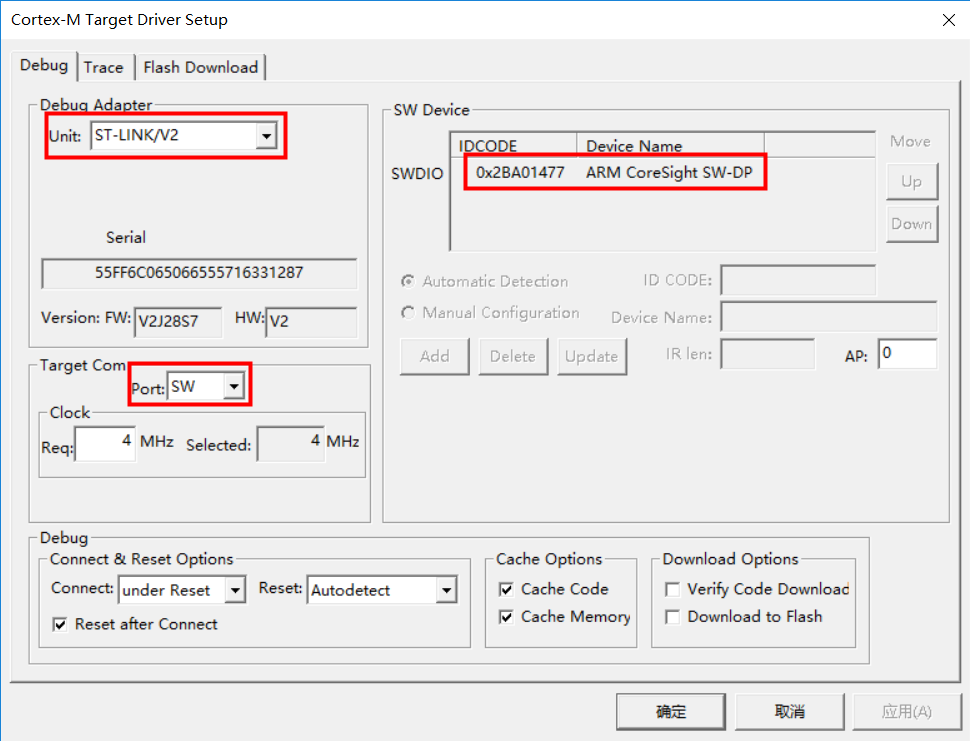 Cortex-M Target Driver Setup
Debug Trace Flash Download
Debug Adapter
Unit: ST-LINK/V2
Serial
55FF6C065066555716331287
Version: FW: V2J28S7 HW: V2
Target Com
Port: SW
Clock
Req: 4 MHz Selected: 4 MHz
SW Device
IDCODE Device Name
SWDIO 0x2BA01477 ARM CoreSight SW-DP
Move
Up
Down
Automatic Detection ID CODE:
Manual Configuration Device Name:
Add Delete Update IR len: AP: 0
Debug
Connect & Reset Options
Connect: under Reset Reset: Autodetect
Reset after Connect
Cache Options
Cache Code
Cache Memory
Download Options
Verify Code Download
Download to Flash
确定 取消 应用(A)